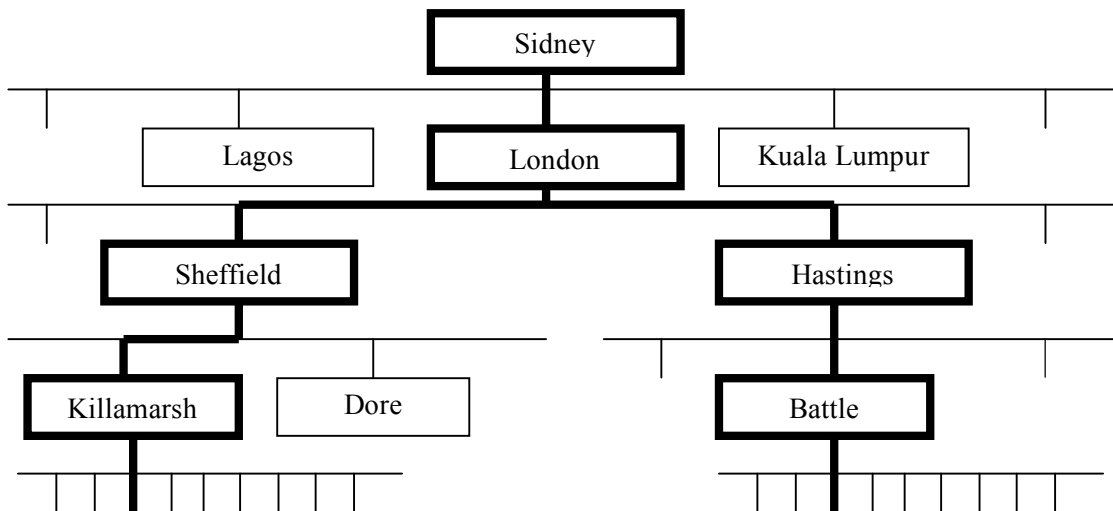 Sidney
Lagos
London
Kuala Lumpur
Sheffield
Hastings
Killamarsh
Dore
Battle